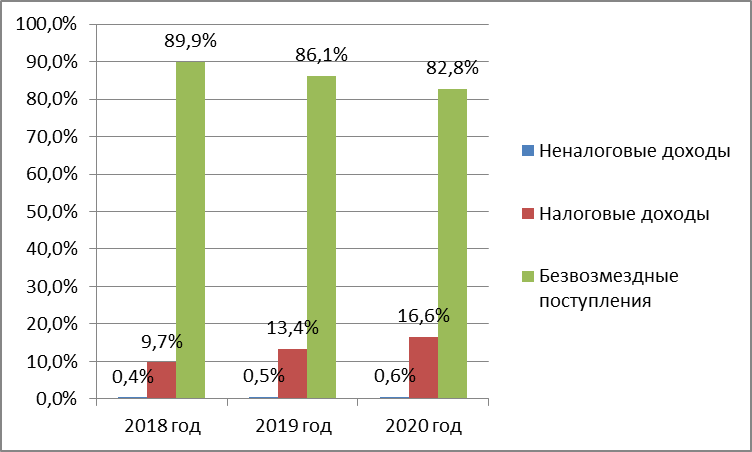 100,0%
90,0%
80,0%
70,0%
60,0%
50,0%
40,0%
30,0%
20,0%
10,0%
0,0%
89,9%
86,1%
82,8%
9,7%
13,4%
16,6%
0,4%
0,5%
0,6%
2018 год
2019 год
2020 год
Неналоговые доходы
Налоговые доходы
Безвозмездные
поступления